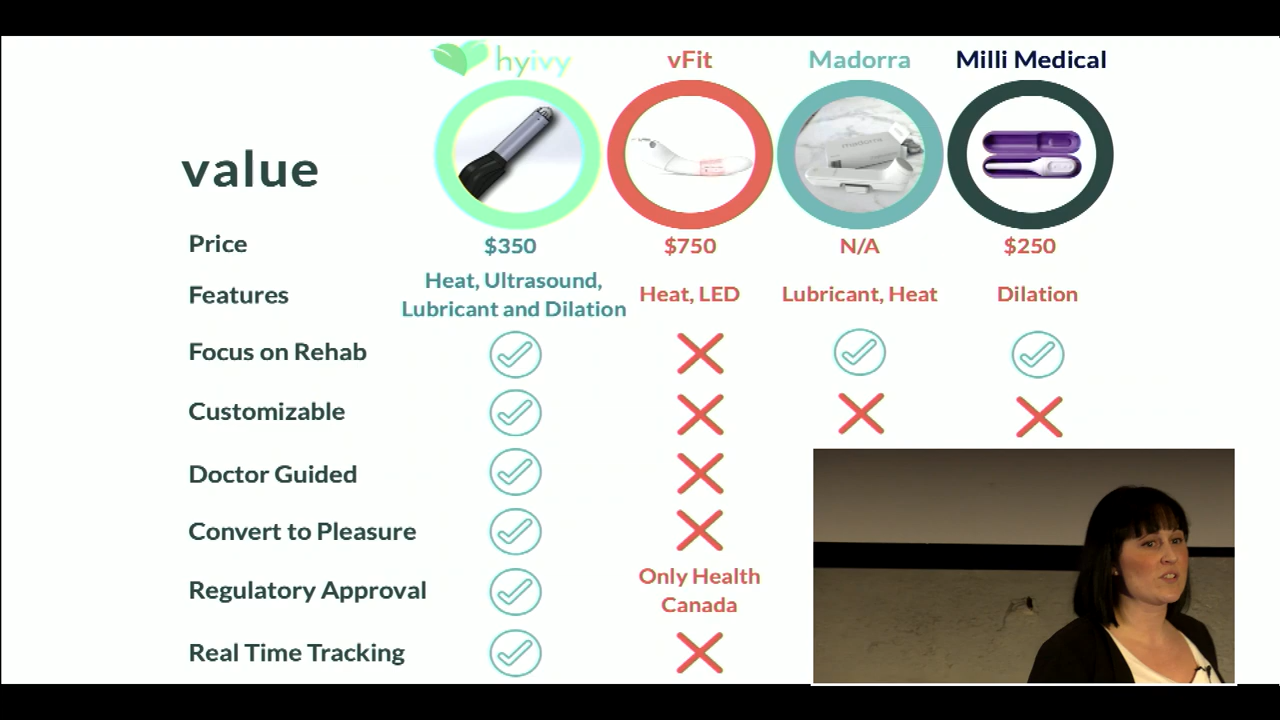 hyivy
vFit
Madorra
Milli Medical
madorra
value
Price
$350
$750
N/A
$250
Features
Heat, Ultrasound,
Lubricant and Dilation
Heat, LED
Lubricant, Heat
Dilation
Focus on Rehab
Customizable
Doctor Guided
Convert to Pleasure
Regulatory Approval
Only Health
Canada
Real Time Tracking